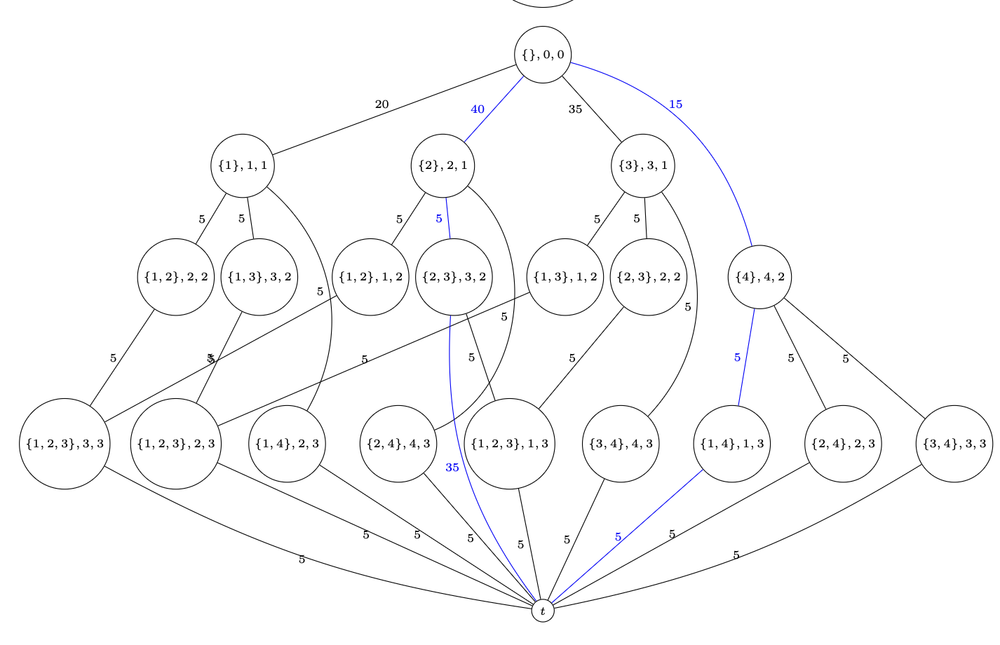 {}, 0, 0
20
40
35
15
{1}, 1, 1
{2}, 2, 1
{3}, 3, 1
5
5
5
5
5
5
{1, 2}, 2, 2
{1, 3}, 3, 2
{1, 2}, 1, 2
{2, 3}, 3, 2
{1, 3}, 1, 2
{2, 3}, 2, 2
{4}, 4, 2
5
5
5
5
5
5
5
5
5
5
5
5
{1, 2, 3}, 3, 3
{1, 2, 3}, 2, 3
{1, 4}, 2, 3
{2, 4}, 4, 3
{1, 2, 3}, 1, 3
{3, 4}, 4, 3
{1, 4}, 1, 3
{2, 4}, 2, 3
{3, 4}, 3, 3
35
5
5
5
5
5
5
5
5
5
t